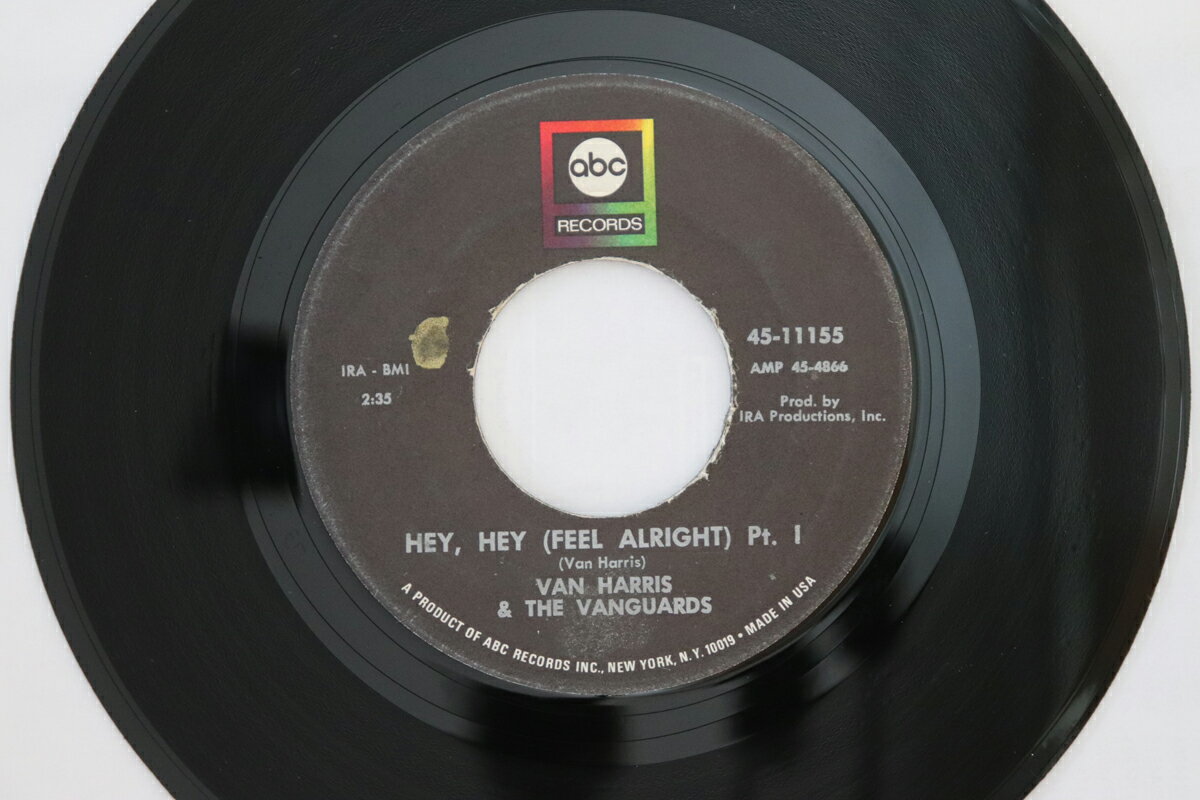 abc
RECORDS
45-11155
AMP 45-4866
IRA - BMI
2:35
Prod. by
IRA Productions, Inc.
HEY, HEY (FEEL ALRIGHT) Pt. I
(Van Harris)
VAN HARRIS
& THE VANGUARDS
A PRODUCT OF ABC RECORDS INC., NEW YORK, N.Y. 10019 • MADE IN USA